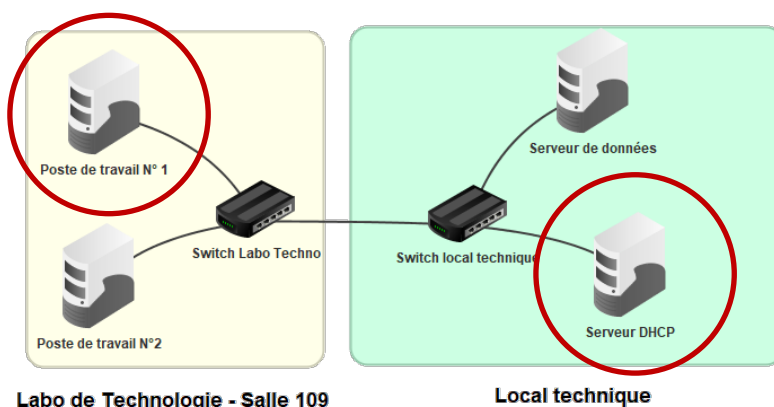 Poste de travail N° 1
Serveur de données
Switch Labo Techno
Switch local technique
Poste de travail N°2
Serveur DHCP
Labo de Technologie - Salle 109
Local technique